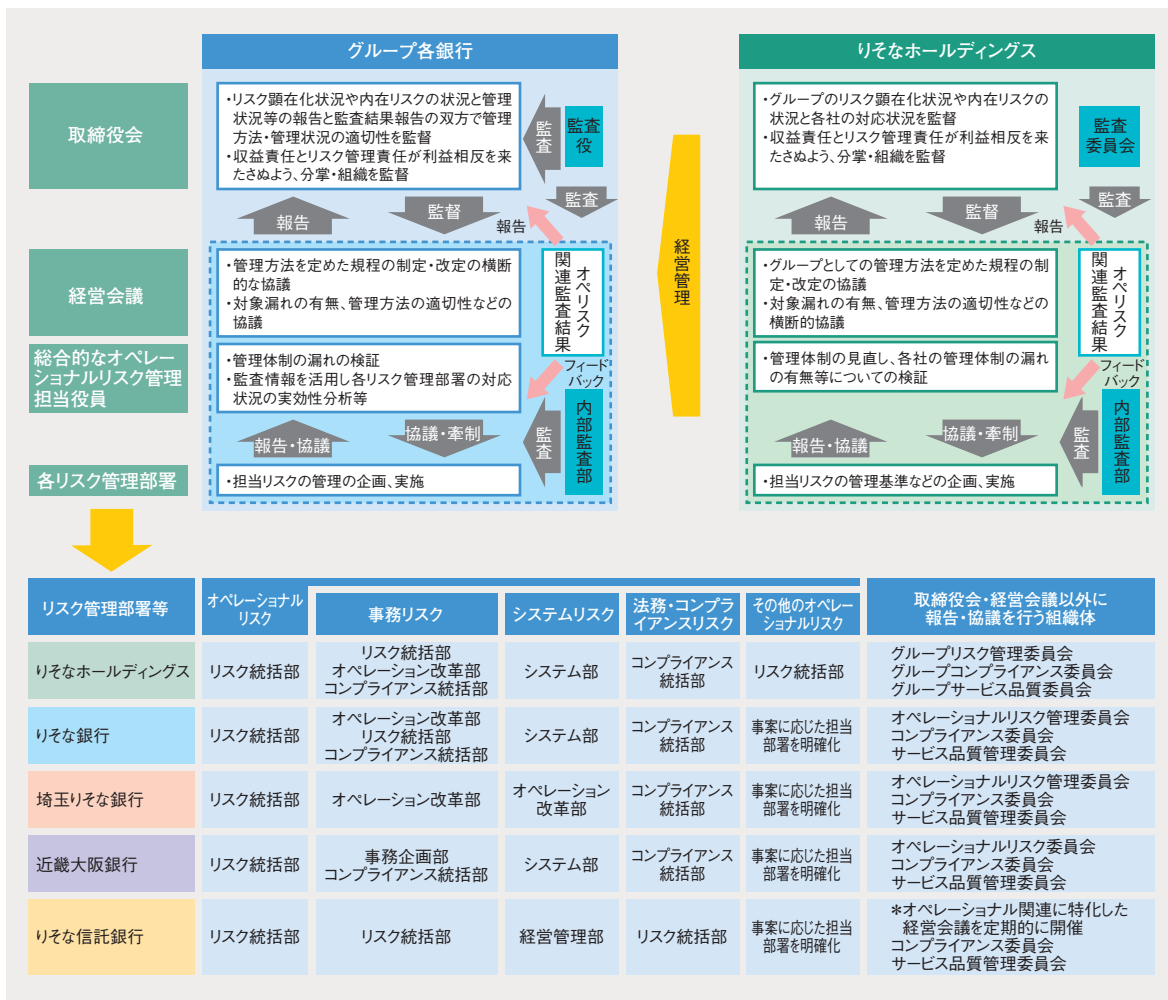 グループ各銀行
りそなホールディングス
取締役会
・リスク顕在化状況や内在リスクの状況と管理
状況等の報告と監査結果報告の双方で管理
方法・管理状況の適切性を監督
・収益責任とリスク管理責任が利益相反を来
たさぬよう、分掌・組織を監督
監査
監査役
監査
報告
監督
報告
経営管理
・グループのリスク顕在化状況や内在リスクの
状況と各社の対応状況を監督
・収益責任とリスク管理責任が利益相反を来
たさぬよう、分掌・組織を監督
監査
委員会
監査
報告
監督
報告
経営会議
・管理方法を定めた規程の制定・改定の横断
的な協議
・対象漏れの有無、管理方法の適切性などの
協議
オペリスク
関連監査結果
・グループとしての管理方法を定めた規程の制
定・改定の協議
・対象漏れの有無、管理方法の適切性などの
横断的協議
オペリスク
関連監査結果
総合的なオペレー
ショナルリスク管理
担当役員
・管理体制の漏れの検証
・監査情報を活用し各リスク管理部署の対応
状況の実効性分析等
フィード
バック
・管理体制の見直し、各社の管理体制の漏れ
の有無等についての検証
フィード
バック
報告・協議
協議・牽制
監査
内部監査部
報告・協議
協議・牽制
監査
内部監査部
各リスク管理部署
・担当リスクの管理の企画、実施
・担当リスクの管理基準などの企画、実施
リスク管理部署等
オペレーショナル
リスク
事務リスク
システムリスク
法務・コンプラ
イアンスリスク
その他のオペレー
ショナルリスク
取締役会・経営会議以外に
報告・協議を行う組織体
りそなホールディングス
リスク統括部
リスク統括部
オペレーション改革部
コンプライアンス統括部
システム部
コンプライアンス
統括部
リスク統括部
グループリスク管理委員会
グループコンプライアンス委員会
グループサービス品質委員会
りそな銀行
リスク統括部
オペレーション改革部
リスク統括部
コンプライアンス統括部
システム部
コンプライアンス
統括部
事案に応じた担当
部署を明確化
オペレーショナルリスク管理委員会
コンプライアンス委員会
サービス品質管理委員会
埼玉りそな銀行
リスク統括部
オペレーション改革部
オペレーション
改革部
コンプライアンス
統括部
事案に応じた担当
部署を明確化
オペレーショナルリスク管理委員会
コンプライアンス委員会
サービス品質管理委員会
近畿大阪銀行
リスク統括部
事務企画部
コンプライアンス統括部
システム部
コンプライアンス
統括部
事案に応じた担当
部署を明確化
オペレーショナルリスク委員会
コンプライアンス委員会
サービス品質管理委員会
りそな信託銀行
リスク統括部
リスク統括部
経営管理部
リスク統括部
事案に応じた担当
部署を明確化
*オペレーショナル関連に特化した
経営会議を定期的に開催
コンプライアンス委員会
サービス品質管理委員会